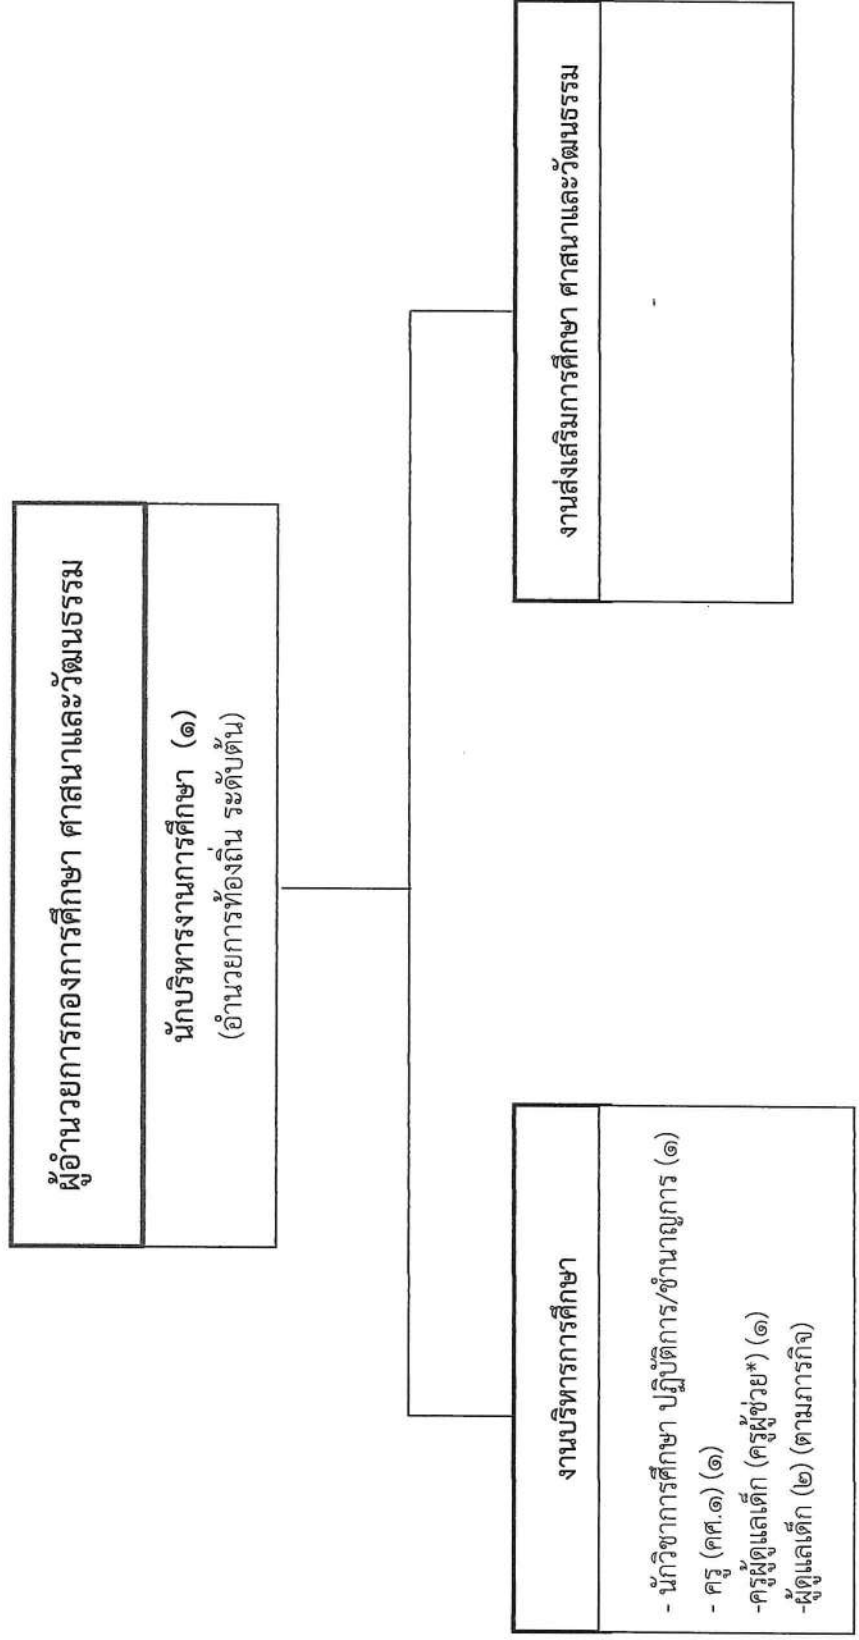 ผู้อำนวยการกองการศึกษา ศาสนาและวัฒนธรรม
นักบริหารงานการศึกษา (๑)
(อำนวยการท้องถิ่น ระดับต้น)
งานบริหารการศึกษา
- นักวิชาการศึกษา ปฏิบัติการ/ชำนาญการ (๑)
- ครู (คศ.๑) (๑)
-ครูผู้ดูแลเด็ก (ครูผู้ช่วย*) (๑)
-ผู้ดูแลเด็ก (๒) (ตามภารกิจ)
งานส่งเสริมการศึกษา ศาสนาและวัฒนธรรม
-